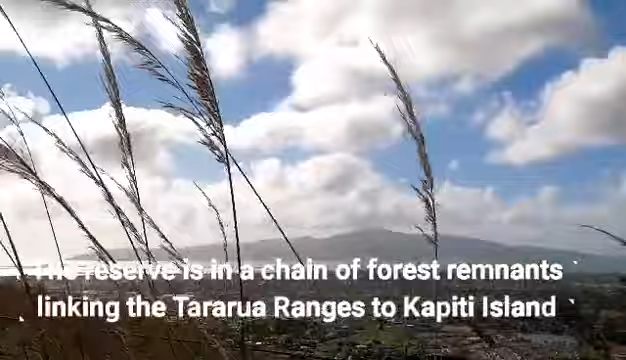 The reserve is in a chain of forest remnants
linking the Tararua Ranges to Kapiti Island